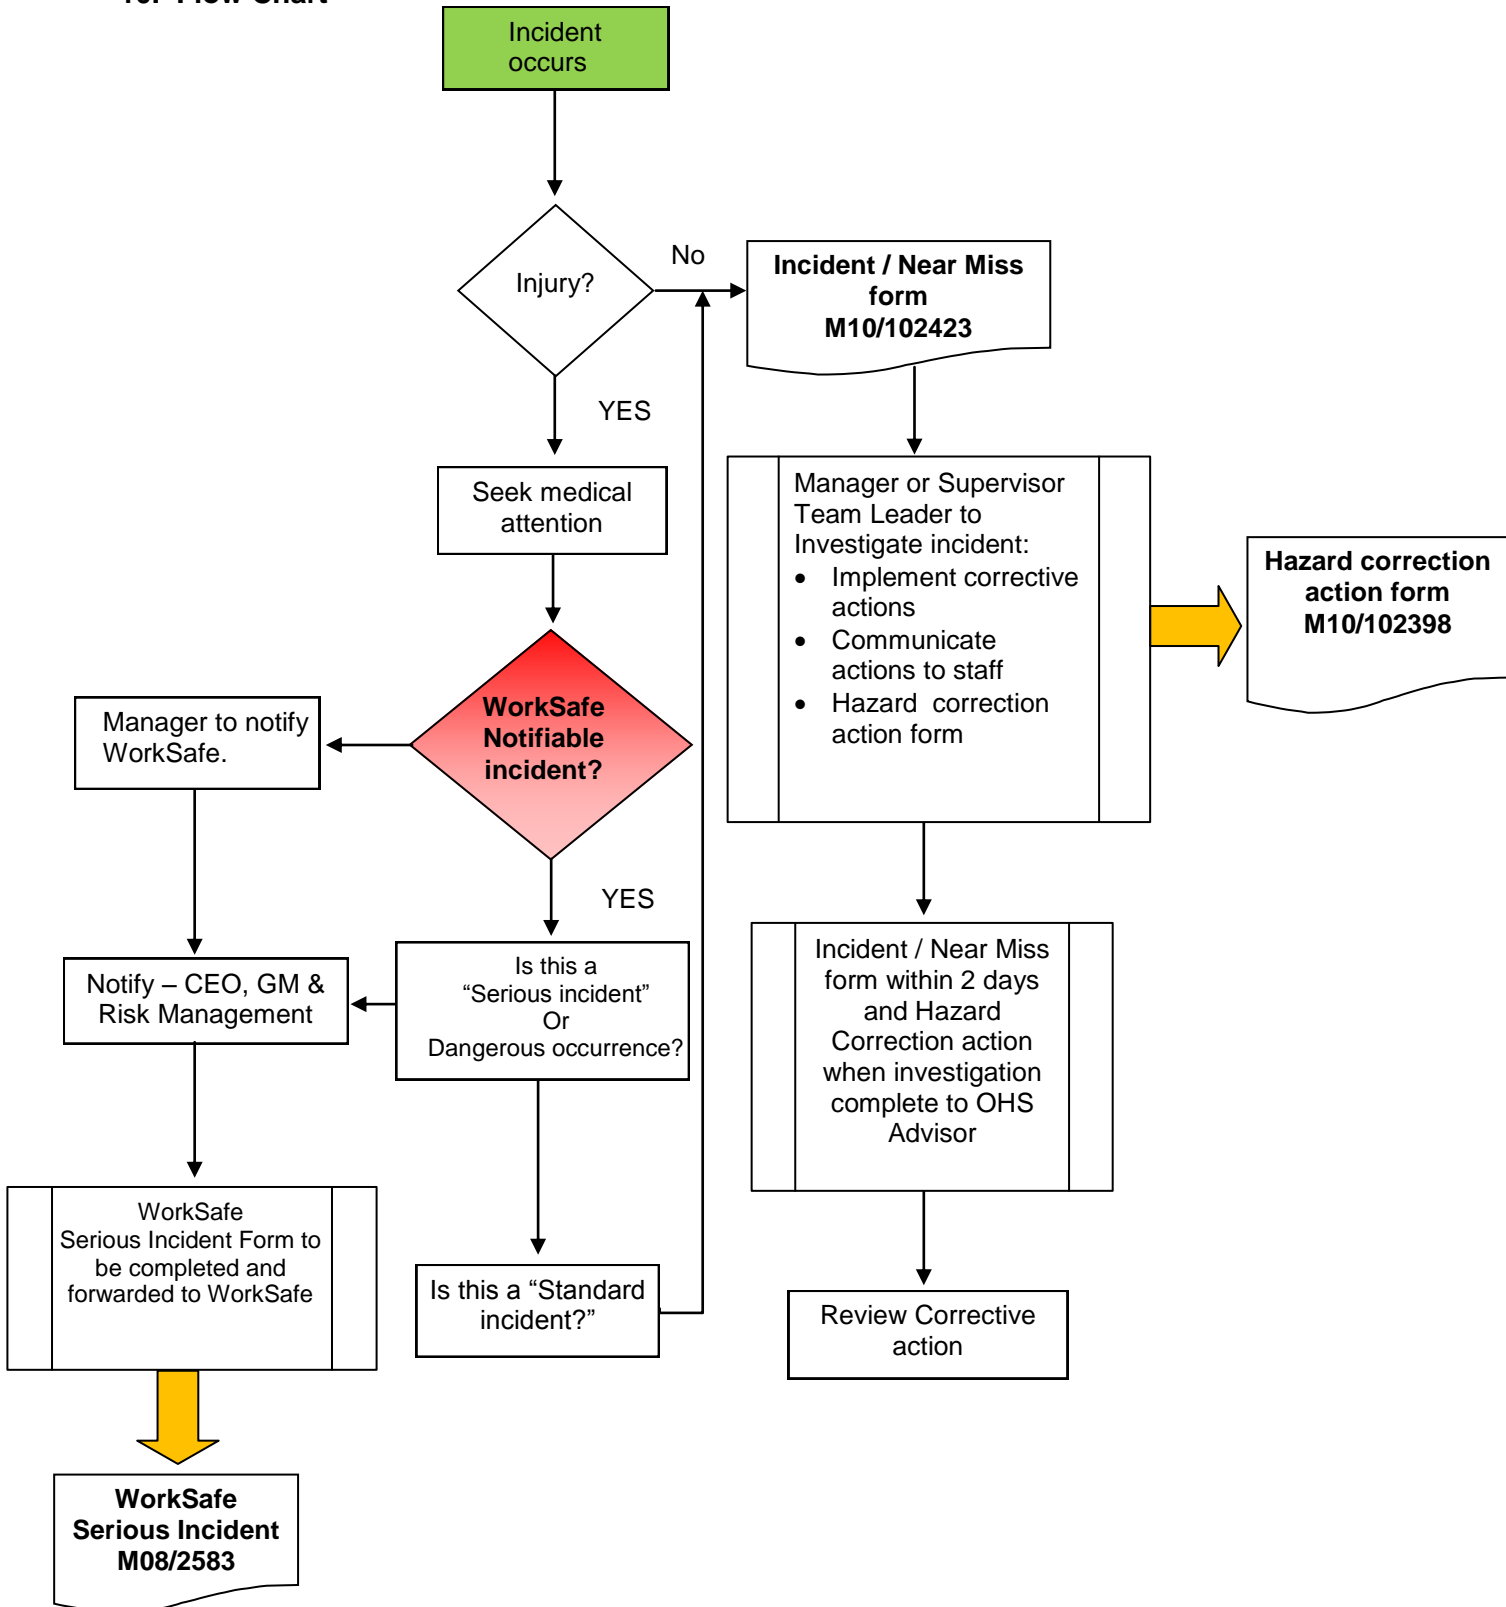 Incident
occurs
Injury?
No
Incident / Near Miss
form
M10/102423
YES
Seek medical
attention
Manager or Supervisor
Team Leader to
Investigate incident:
• Implement corrective
actions
• Communicate
actions to staff
• Hazard correction
action form
Hazard correction
action form
M10/102398
WorkSafe
Notifiable
incident?
Manager to notify
WorkSafe.
YES
Notify – CEO, GM &
Risk Management
Is this a
“Serious incident”
Or
Dangerous occurrence?
Incident / Near Miss
form within 2 days
and Hazard
Correction action
when investigation
complete to OHS
Advisor
WorkSafe
Serious Incident Form to
be completed and
forwarded to WorkSafe
Is this a “Standard
incident?”
Review Corrective
action
WorkSafe
Serious Incident
M08/2583